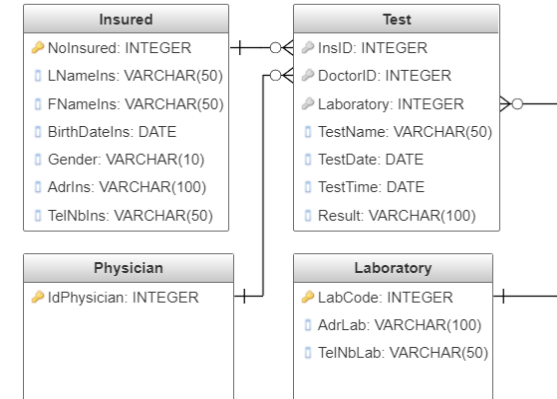 Insured
NoInsured: INTEGER
LNameIns: VARCHAR(50)
FNameIns: VARCHAR(50)
BirthDateIns: DATE
Gender: VARCHAR(10)
AdrIns: VARCHAR(100)
TelNbIns: VARCHAR(50)
Test
InsID: INTEGER
DoctorID: INTEGER
Laboratory: INTEGER
TestName: VARCHAR(50)
TestDate: DATE
TestTime: DATE
Result: VARCHAR(100)
Physician
IdPhysician: INTEGER
Laboratory
LabCode: INTEGER
AdrLab: VARCHAR(100)
TelNbLab: VARCHAR(50)